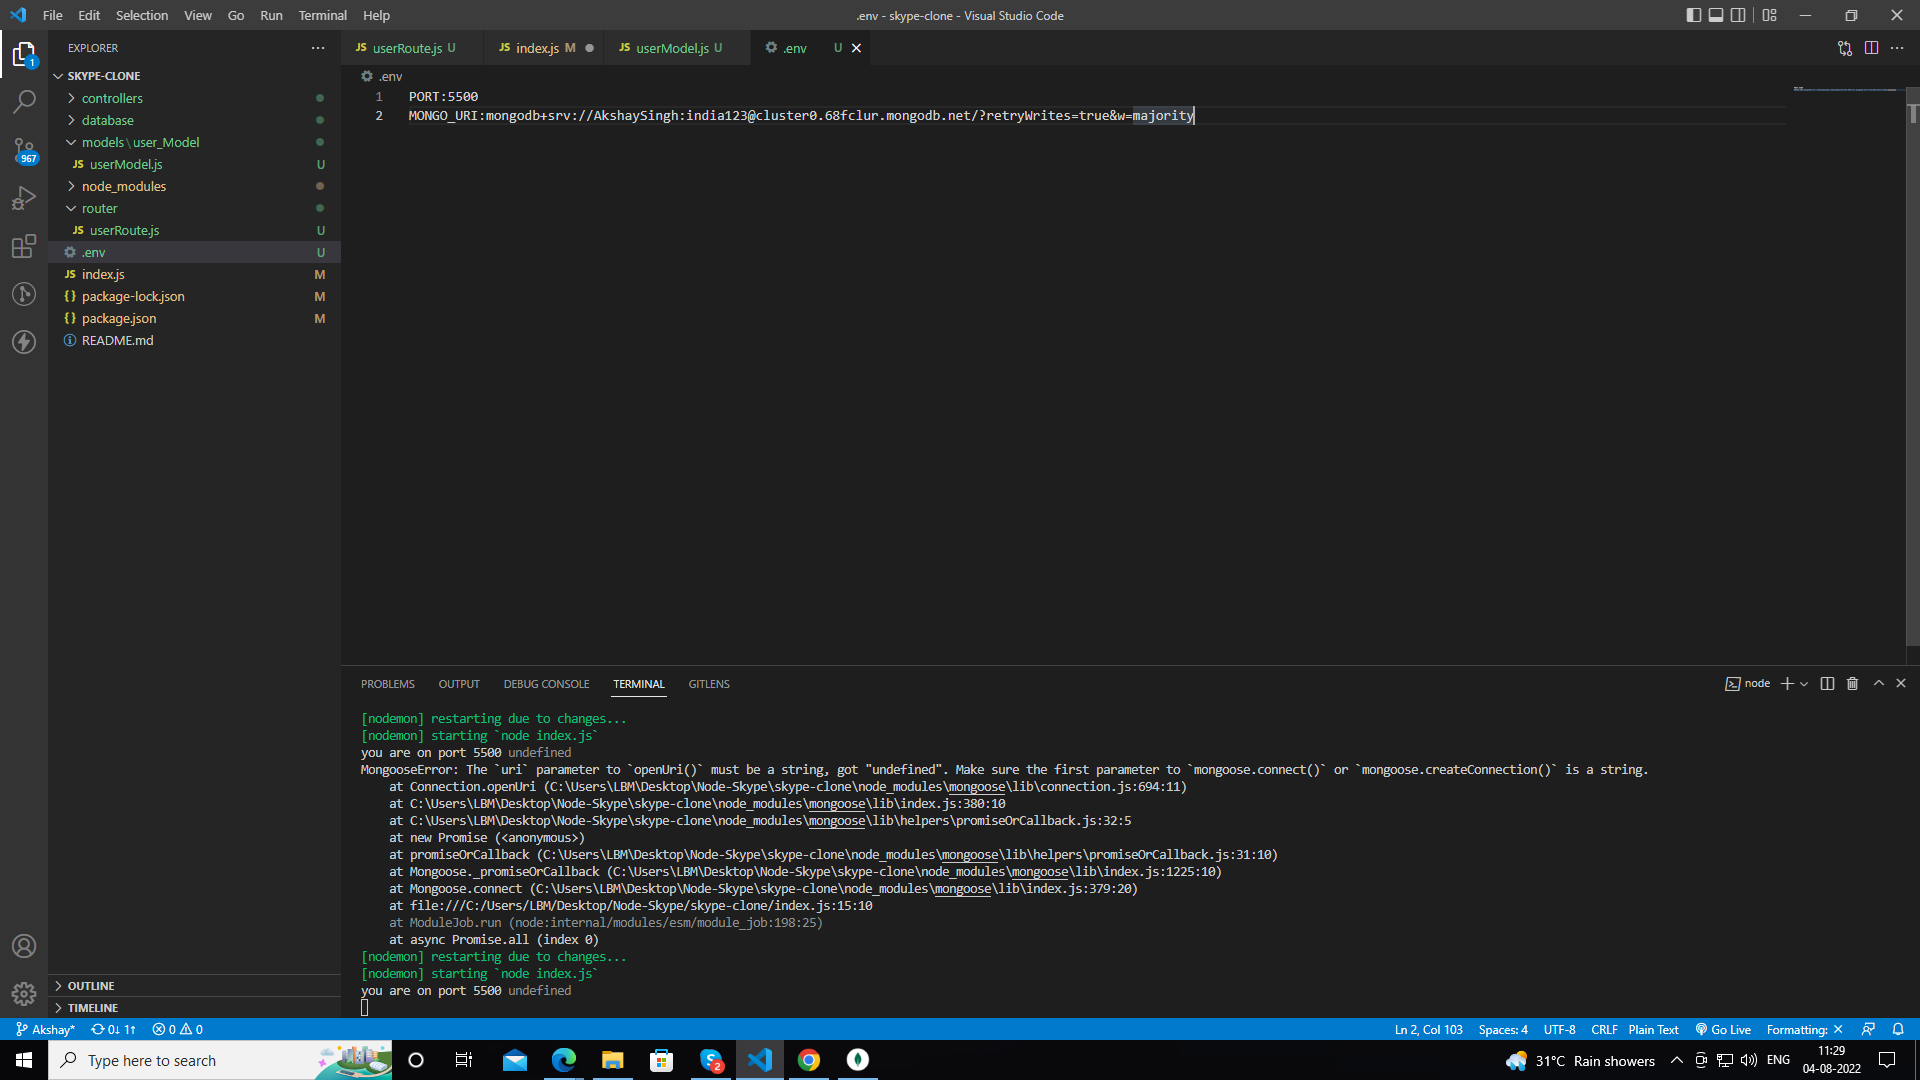 File Edit Selection View Go Run Terminal Help
.env - skype-clone - Visual Studio Code
EXPLORER
SKYPE-CLONE
controllers
database
models\user_Model
JS userModel.js U
node_modules
router
JS userRoute.js U
.env U
JS index.js M
{} package-lock.json M
{} package.json M
README.md
OUTLINE
TIMELINE
1
967
JS userRoute.js U
JS index.js M
JS userModel.js U
.env U
.env
1 PORT:5500
2 MONGO_URI:mongodb+srv://AkshaySingh:india123@cluster0.68fclur.mongodb.net/?retryWrites=true&w=majority
PROBLEMS OUTPUT DEBUG CONSOLE TERMINAL GITLENS
node
[nodemon] restarting due to changes...
[nodemon] starting `node index.js`
you are on port 5500 undefined
MongooseError: The `uri` parameter to `openUri()` must be a string, got "undefined". Make sure the first parameter to `mongoose.connect()` or `mongoose.createConnection()` is a string.
at Connection.openUri (C:\Users\LBM\Desktop\Node-Skype\skype-clone\node_modules\mongoose\lib\connection.js:694:11)
at C:\Users\LBM\Desktop\Node-Skype\skype-clone\node_modules\mongoose\lib\index.js:380:10
at C:\Users\LBM\Desktop\Node-Skype\skype-clone\node_modules\mongoose\lib\helpers\promiseOrCallback.js:32:5
at new Promise (<anonymous>)
at promiseOrCallback (C:\Users\LBM\Desktop\Node-Skype\skype-clone\node_modules\mongoose\lib\helpers\promiseOrCallback.js:31:10)
at Mongoose._promiseOrCallback (C:\Users\LBM\Desktop\Node-Skype\skype-clone\node_modules\mongoose\lib\index.js:1225:10)
at Mongoose.connect (C:\Users\LBM\Desktop\Node-Skype\skype-clone\node_modules\mongoose\lib\index.js:379:20)
at file:///C:/Users/LBM/Desktop/Node-Skype/skype-clone/index.js:15:10
at ModuleJob.run (node:internal/modules/esm/module_job:198:25)
at async Promise.all (index 0)
[nodemon] restarting due to changes...
[nodemon] starting `node index.js`
you are on port 5500 undefined
Akshay* 0↓ 1↑ 0 0
Ln 2, Col 103 Spaces: 4 UTF-8 CRLF Plain Text Go Live Formatting: ✕
Type here to search
2
31°C Rain showers
ENG
11:29
04-08-2022